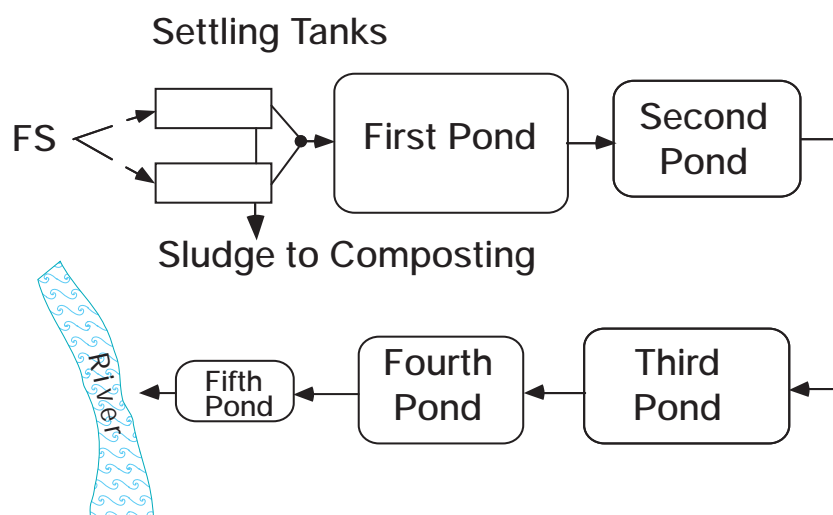 Settling Tanks
FS
First Pond
Second
Pond
Sludge to Composting
River
Fifth
Pond
Fourth
Pond
Third
Pond